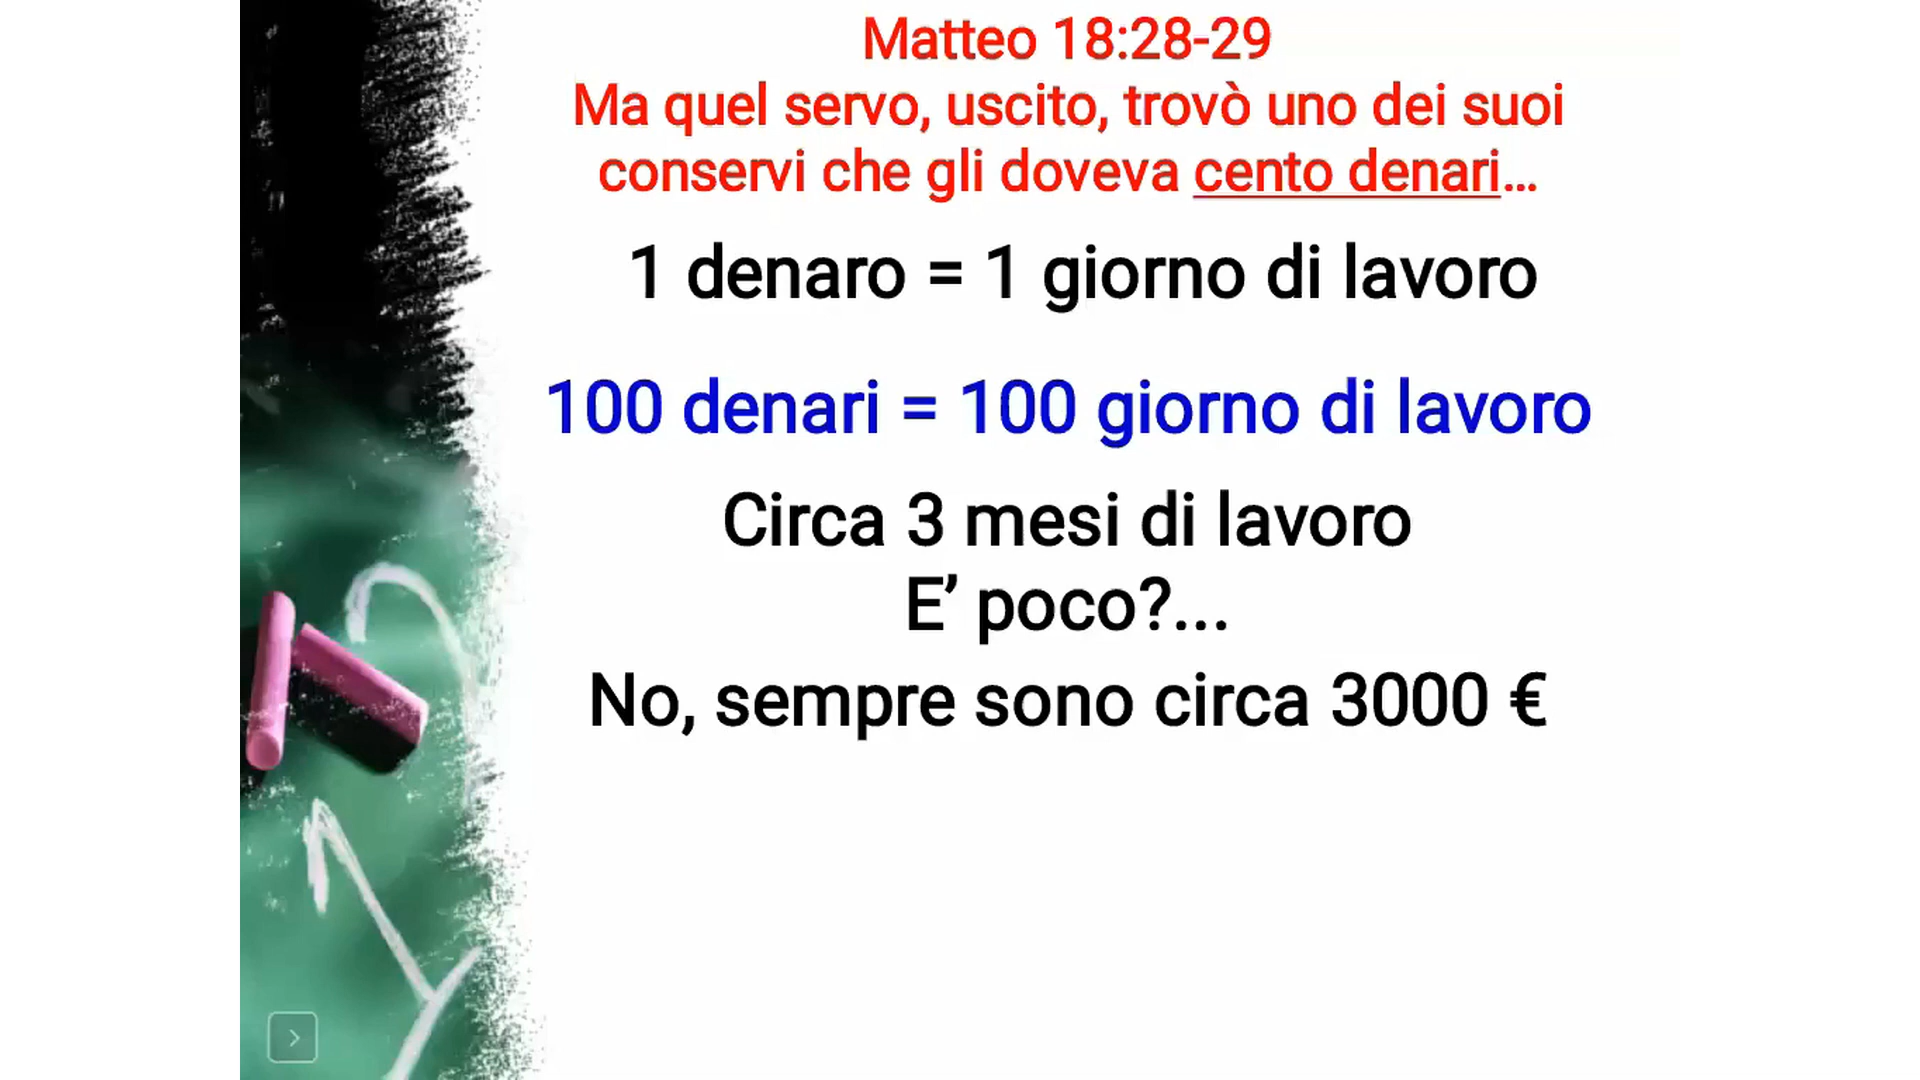 Matteo 18:28-29
Ma quel servo, uscito, trovò uno dei suoi
conservi che gli doveva cento denari...
1 denaro = 1 giorno di lavoro
100 denari = 100 giorno di lavoro
Circa 3 mesi di lavoro
E’ poco?...
No, sempre sono circa 3000 €